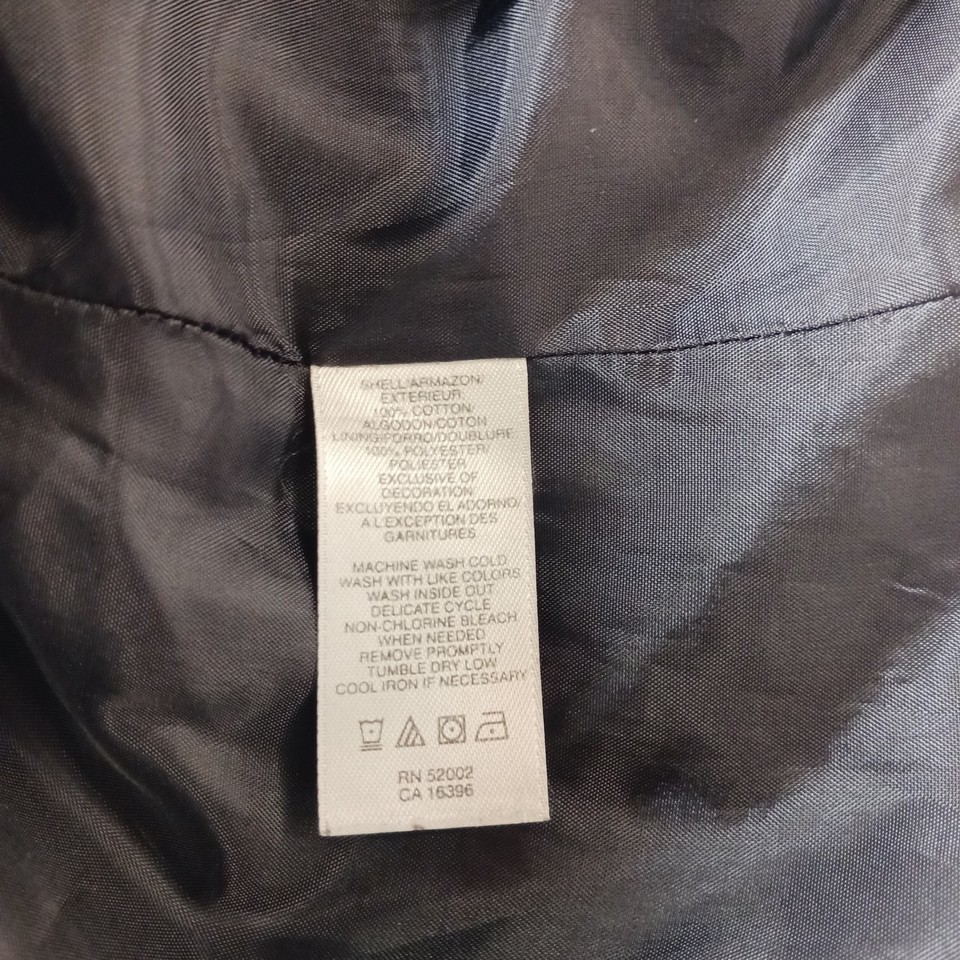 SHELL/ARMAZON/
EXTERIEUR:
100% COTTON/
ALGODON/COTON
LINING/FORRO/DOUBLURE:
100% POLYESTER/
POLIESTER
EXCLUSIVE OF
DECORATION
EXCLUYENDO EL ADORNO/
A L'EXCEPTION DES
GARNITURES
MACHINE WASH COLD
WASH WITH LIKE COLORS
WASH INSIDE OUT
DELICATE CYCLE
NON-CHLORINE BLEACH
WHEN NEEDED
REMOVE PROMPTLY
TUMBLE DRY LOW
COOL IRON IF NECESSARY
RN 52002
CA 16396